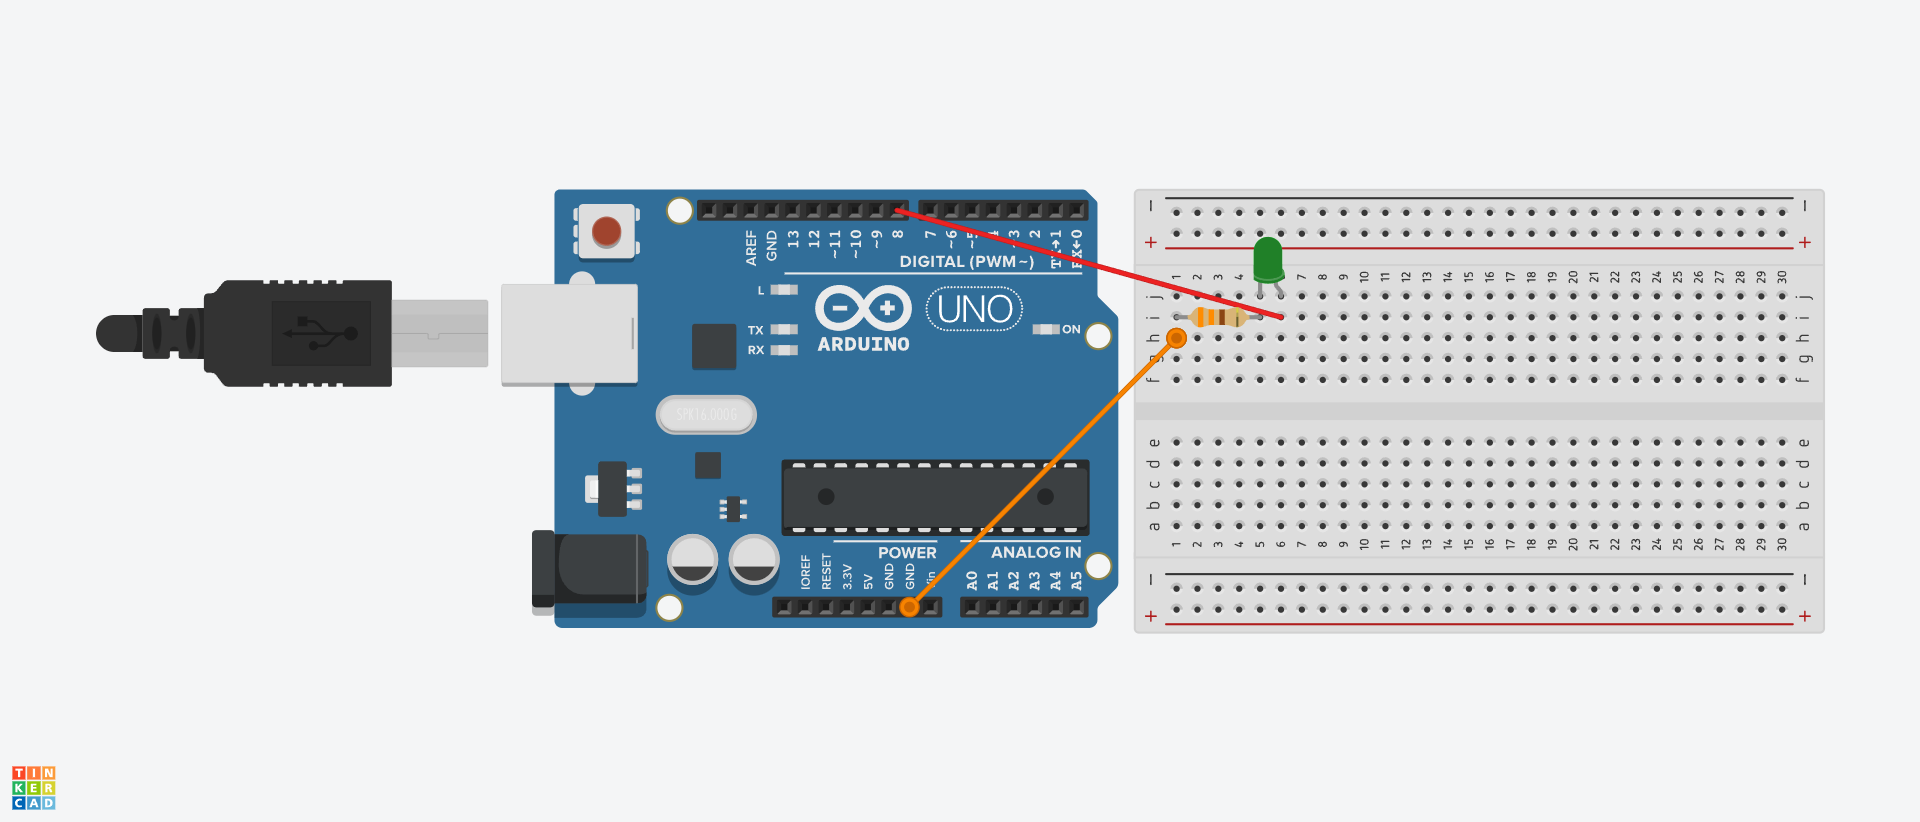 AREF
GND
13
12
~11
~10
~9
8
7
~6
~5
~3
2
TX→1
RX←0
DIGITAL (PWM~)
L
TX
RX
UNO
ON
ARDUINO
SPK16.000G
POWER
ANALOG IN
IOREF
RESET
3.3V
5V
GND
GND
A0
A1
A2
A3
A4
A5
− −
+ +
1 2 3 4 7 8 9 10 11 12 13 14 15 16 17 18 19 20 21 22 23 24 25 26 27 28 29 30
j j
i i
h h
g g
f f
e e
d d
c c
b b
a a
1 2 3 4 5 6 7 8 9 10 11 12 13 14 15 16 17 18 19 20 21 22 23 24 25 26 27 28 29 30
− −
+ +
TIN
KER
CAD